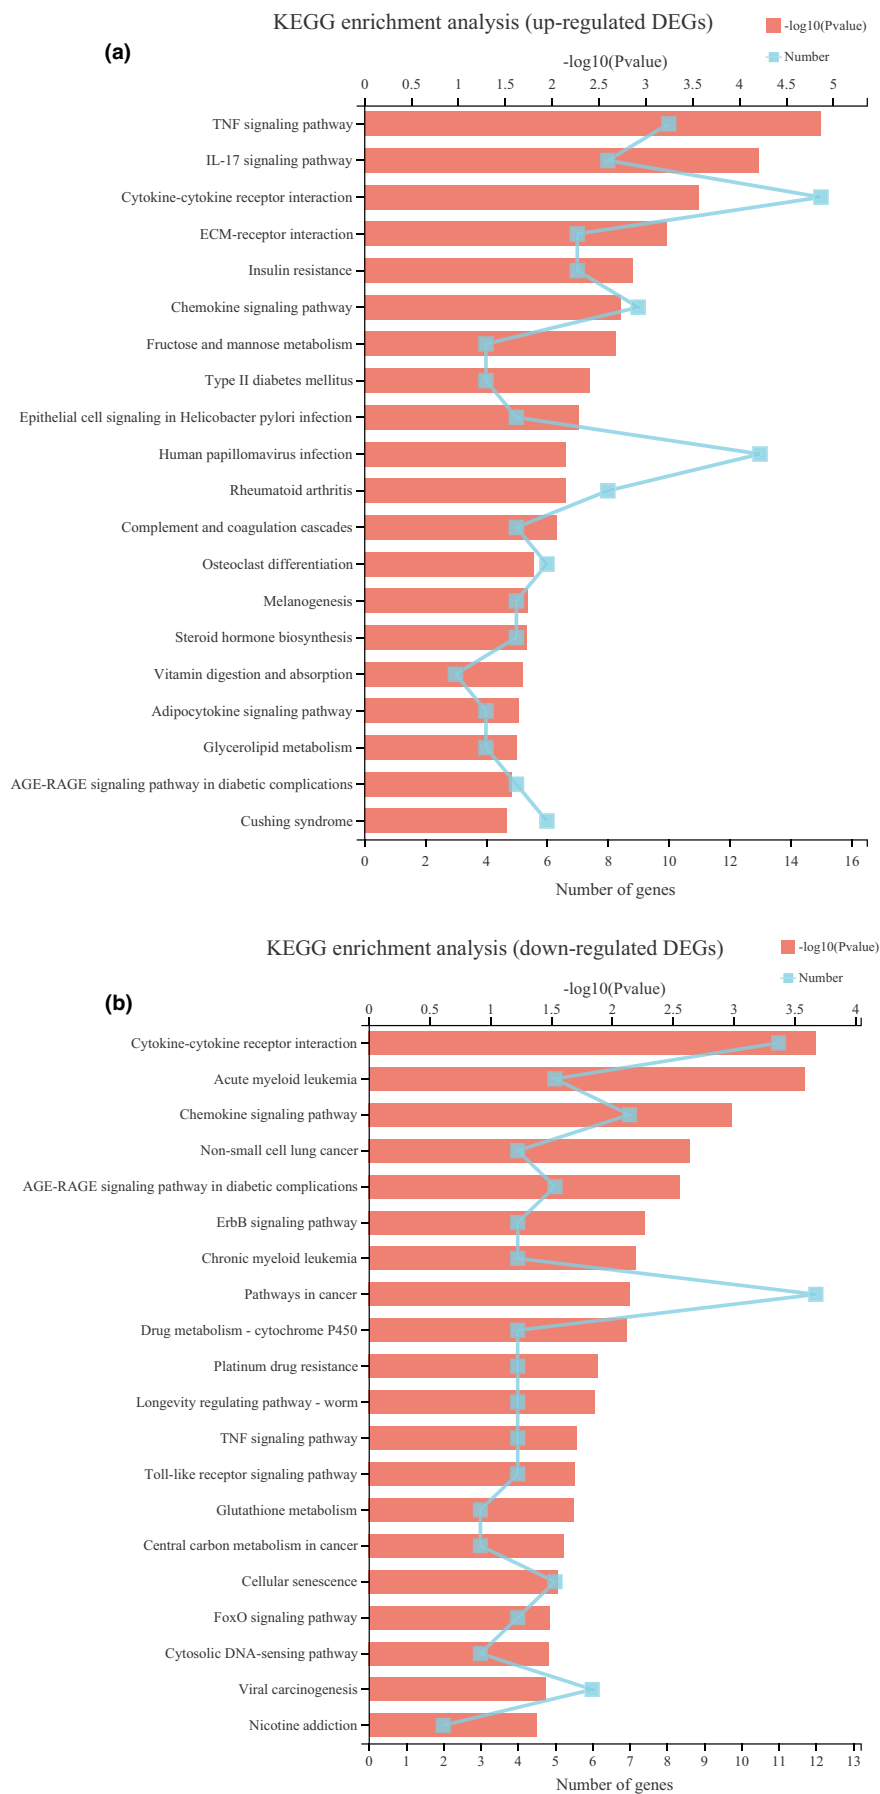 KEGG enrichment analysis (up-regulated DEGs)
-log10(Pvalue)
(a)
Number
-log10(Pvalue)
0 0.5 1 1.5 2 2.5 3 3.5 4 4.5 5
TNF signaling pathway
IL-17 signaling pathway
Cytokine-cytokine receptor interaction
ECM-receptor interaction
Insulin resistance
Chemokine signaling pathway
Fructose and mannose metabolism
Type II diabetes mellitus
Epithelial cell signaling in Helicobacter pylori infection
Human papillomavirus infection
Rheumatoid arthritis
Complement and coagulation cascades
Osteoclast differentiation
Melanogenesis
Steroid hormone biosynthesis
Vitamin digestion and absorption
Adipocytokine signaling pathway
Glycerolipid metabolism
AGE-RAGE signaling pathway in diabetic complications
Cushing syndrome
0 2 4 6 8 10 12 14 16
Number of genes
KEGG enrichment analysis (down-regulated DEGs)
-log10(Pvalue)
Number
-log10(Pvalue)
(b)
0 0.5 1 1.5 2 2.5 3 3.5 4
Cytokine-cytokine receptor interaction
Acute myeloid leukemia
Chemokine signaling pathway
Non-small cell lung cancer
AGE-RAGE signaling pathway in diabetic complications
ErbB signaling pathway
Chronic myeloid leukemia
Pathways in cancer
Drug metabolism - cytochrome P450
Platinum drug resistance
Longevity regulating pathway - worm
TNF signaling pathway
Toll-like receptor signaling pathway
Glutathione metabolism
Central carbon metabolism in cancer
Cellular senescence
FoxO signaling pathway
Cytosolic DNA-sensing pathway
Viral carcinogenesis
Nicotine addiction
0 1 2 3 4 5 6 7 8 9 10 11 12 13
Number of genes